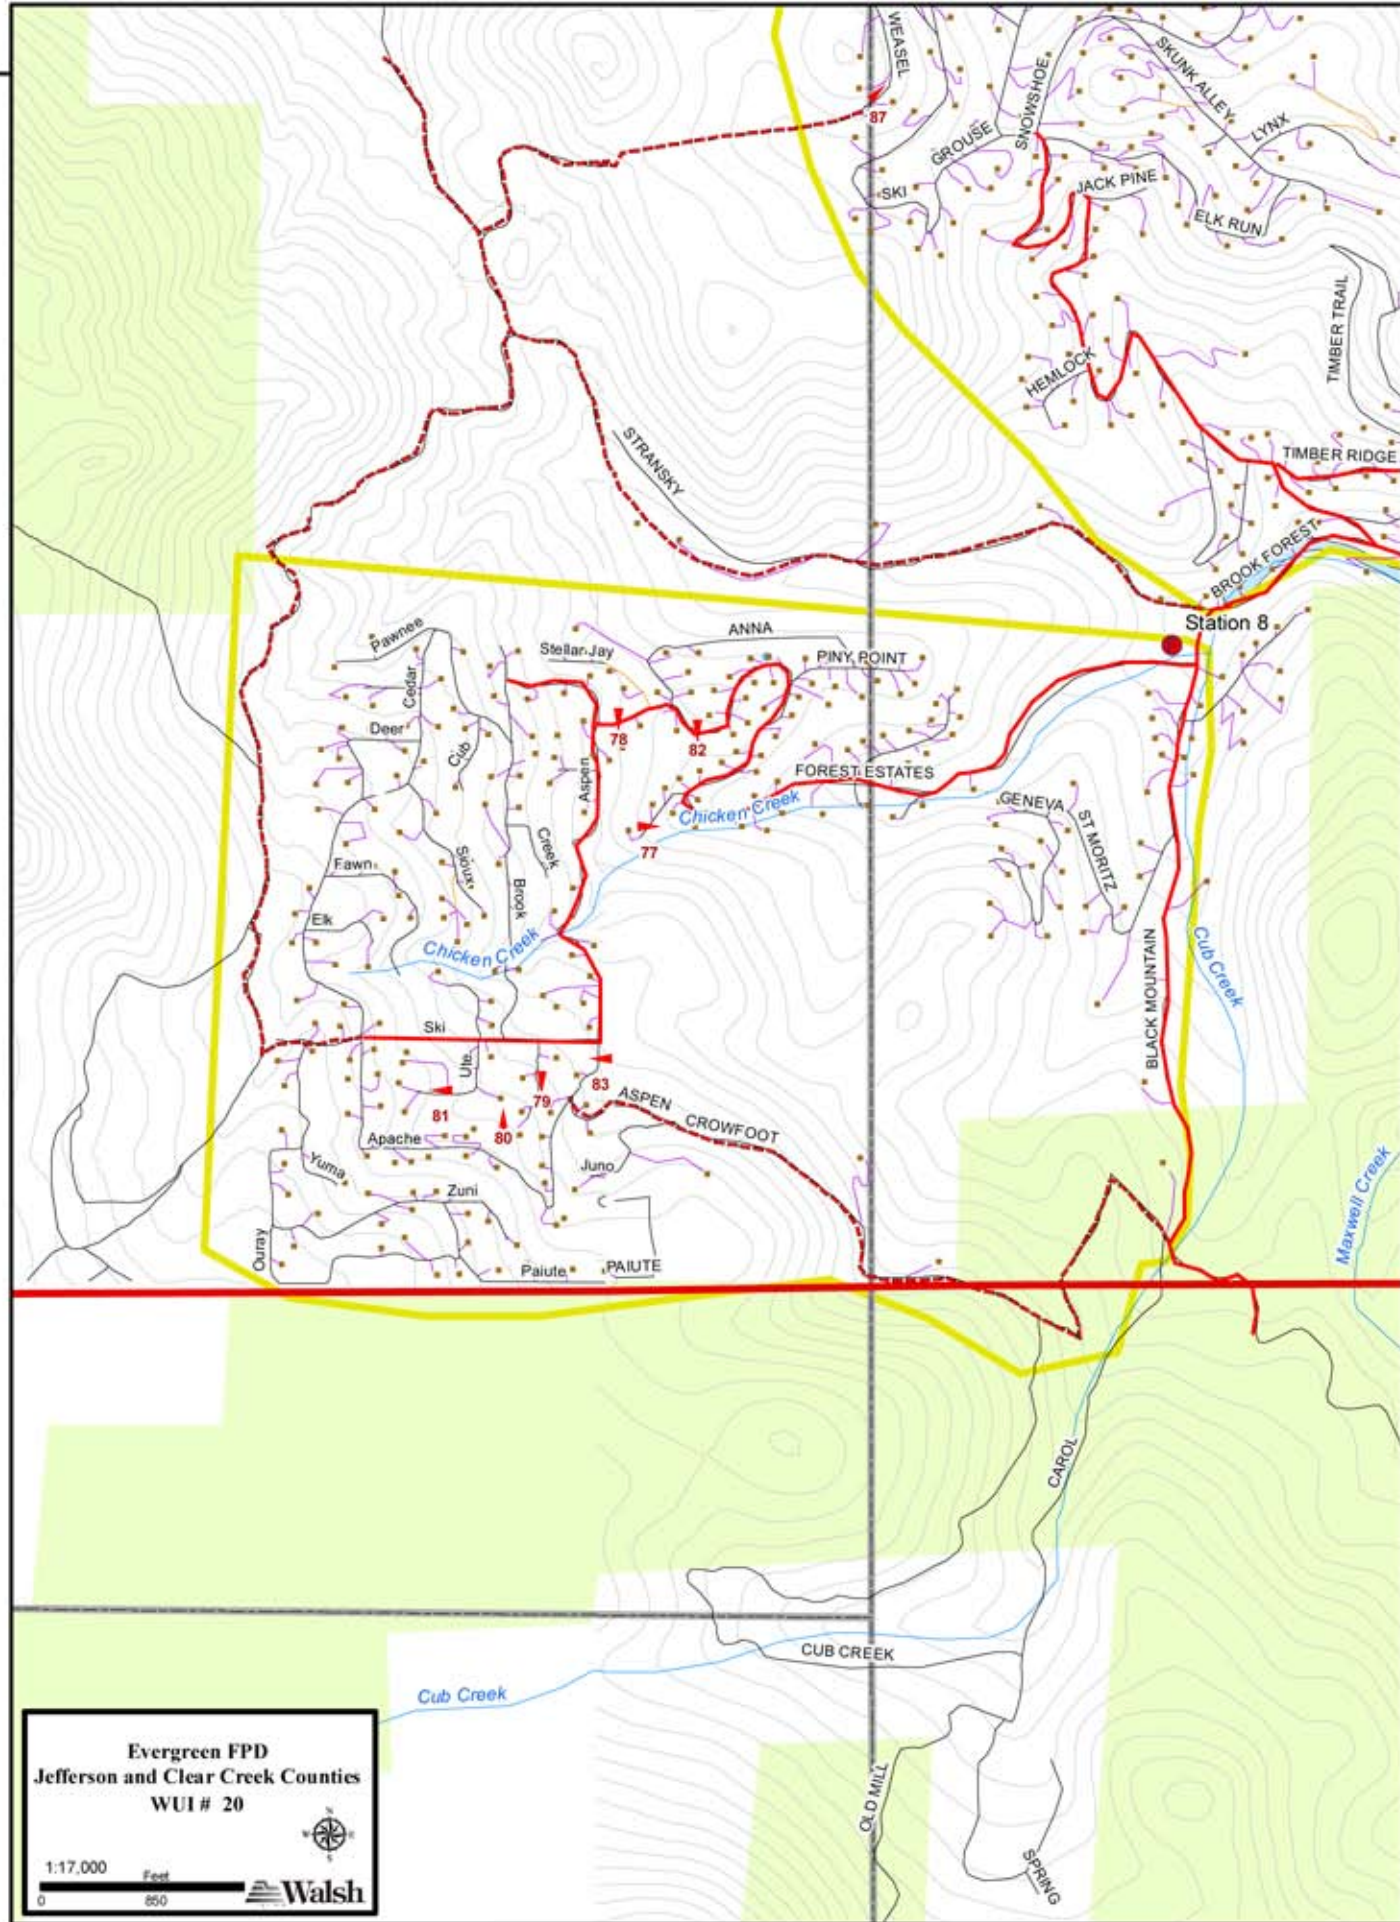 WEASEL
SKUNK ALLEY
SNOWSHOE
87
GROUSE
LYNX
SKI
JACK PINE
ELK RUN
TIMBER TRAIL
HEMLOCK
STRANSKY
TIMBER RIDGE
BROOK FOREST
Station 8
Pawnee
ANNA
Stellar Jay
PINY POINT
Cedar
Deer
Cub
78
82
Aspen
FOREST ESTATES
Chicken Creek
GENEVA
ST MORITZ
77
Creek
Sioux
Fawn
Brook
Elk
Chicken Creek
Cub Creek
BLACK MOUNTAIN
Ski
Ute
83
79
81
80
ASPEN
CROWFOOT
Apache
Juno
Yuma
Zuni
Maxwell Creek
Ouray
Paiute
PAIUTE
CAROL
CUB CREEK
Cub Creek
OLD MILL
SPRING
Evergreen FPD
Jefferson and Clear Creek Counties
WUI # 20
N
W E
S
1:17,000
Feet
0 850
Walsh